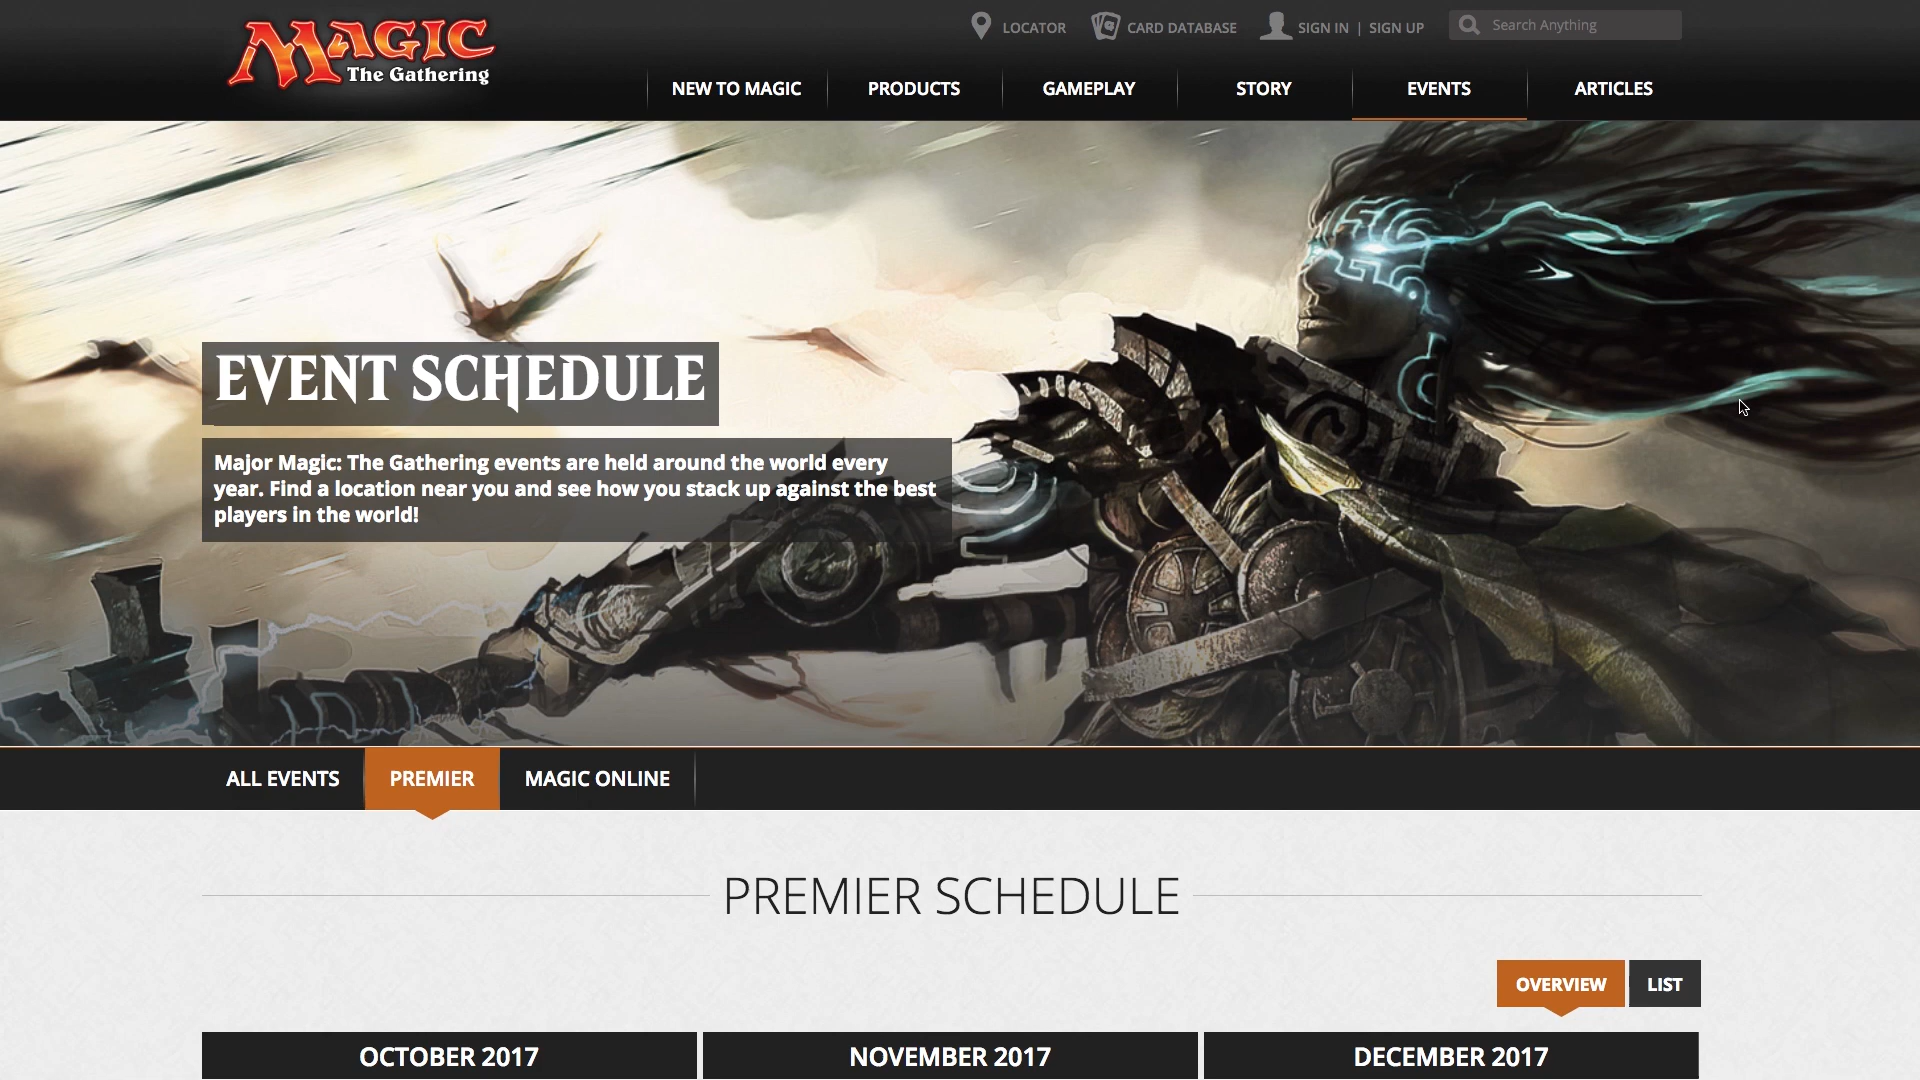 MAGIC
The Gathering
LOCATOR
CARD DATABASE
SIGN IN | SIGN UP
Search Anything
NEW TO MAGIC
PRODUCTS
GAMEPLAY
STORY
EVENTS
ARTICLES
EVENT SCHEDULE
Major Magic: The Gathering events are held around the world every
year. Find a location near you and see how you stack up against the best
players in the world!
ALL EVENTS
PREMIER
MAGIC ONLINE
PREMIER SCHEDULE
OVERVIEW
LIST
OCTOBER 2017
NOVEMBER 2017
DECEMBER 2017